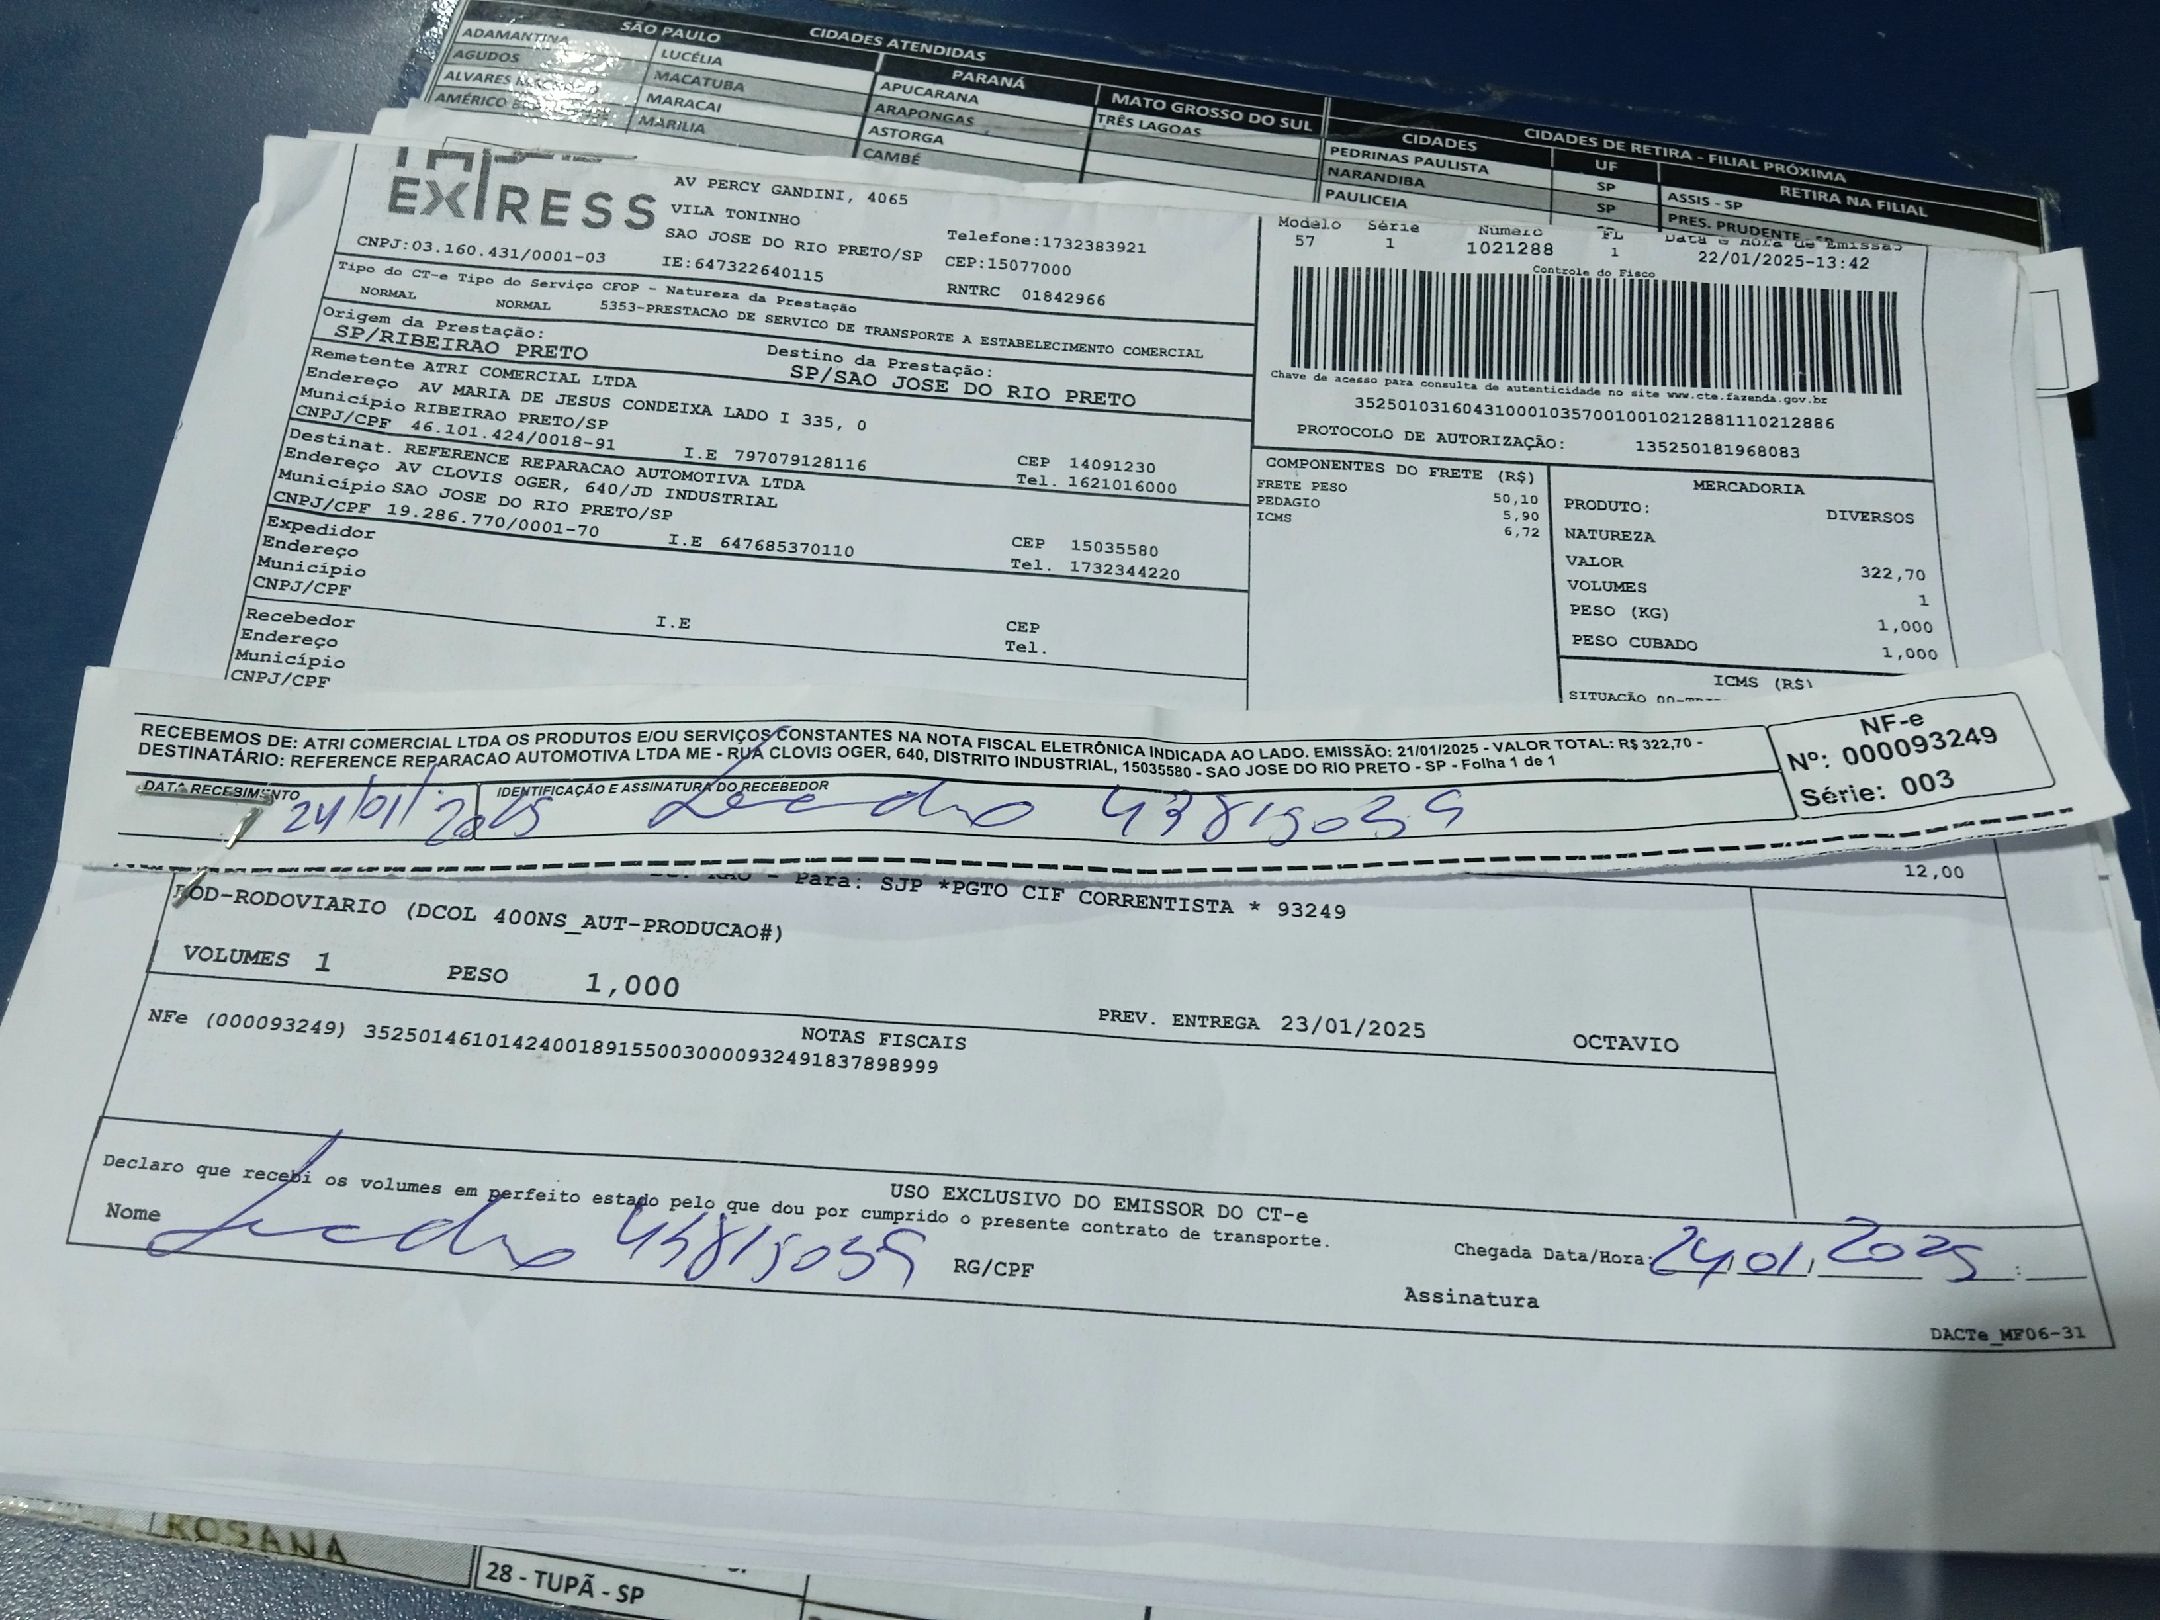 SÃO PAULO CIDADES ATENDIDAS
ADAMANTINA LUCÉLIA PARANÁ MATO GROSSO DO SUL CIDADES DE RETIRA - FILIAL PRÓXIMA
AGUDOS MACATUBA APUCARANA TRÊS LAGOAS CIDADES UF RETIRA NA FILIAL
ALVARES MARACAI ARAPONGAS PEDRINAS PAULISTA SP ASSIS - SP
AMÉRICO MARILIA ASTORGA NARANDIBA SP PRES. PRUDENTE
CAMBÉ PAULICEIA
EXPRESS
AV PERCY GANDINI, 4065
VILA TONINHO
SAO JOSE DO RIO PRETO/SP
Telefone:1732383921
CEP:15077000
CNPJ:03.160.431/0001-03 IE:647322640115 RNTRC 01842966
Modelo Série Número FL Data e Hora de Emissão
57 1 1021288 1 22/01/2025-13:42
Controle do Fisco
Chave de acesso para consulta de autenticidade no site www.cte.fazenda.gov.br
35250103160431000103570010010212881110212886
PROTOCOLO DE AUTORIZAÇÃO: 135250181968083
Tipo do CT-e Tipo do Serviço CFOP - Natureza da Prestação
NORMAL NORMAL 5353-PRESTACAO DE SERVICO DE TRANSPORTE A ESTABELECIMENTO COMERCIAL
Origem da Prestação: Destino da Prestação:
SP/RIBEIRAO PRETO SP/SAO JOSE DO RIO PRETO
Remetente ATRI COMERCIAL LTDA
Endereço AV MARIA DE JESUS CONDEIXA LADO I 335, 0
Município RIBEIRAO PRETO/SP CEP 14091230
CNPJ/CPF 46.101.424/0018-91 I.E 797079128116 Tel. 1621016000
Destinat. REFERENCE REPARACAO AUTOMOTIVA LTDA
Endereço AV CLOVIS OGER, 640/JD INDUSTRIAL
Município SAO JOSE DO RIO PRETO/SP CEP 15035580
CNPJ/CPF 19.286.770/0001-70 I.E 647685370110 Tel. 1732344220
Expedidor
Endereço
Município CEP
CNPJ/CPF I.E Tel.
Recebedor
Endereço
Município
CNPJ/CPF
COMPONENTES DO FRETE (R$)
FRETE PESO 50,10
PEDAGIO 5,90
ICMS 6,72
MERCADORIA
PRODUTO: DIVERSOS
NATUREZA
VALOR 322,70
VOLUMES 1
PESO (KG) 1,000
PESO CUBADO 1,000
ICMS (R$)
SITUAÇÃO
RECEBEMOS DE: ATRI COMERCIAL LTDA OS PRODUTOS E/OU SERVIÇOS CONSTANTES NA NOTA FISCAL ELETRÔNICA INDICADA AO LADO. EMISSÃO: 21/01/2025 - VALOR TOTAL: R$ 322,70 -
DESTINATÁRIO: REFERENCE REPARACAO AUTOMOTIVA LTDA ME - RUA CLOVIS OGER, 640, DISTRITO INDUSTRIAL, 15035580 - SAO JOSE DO RIO PRETO - SP - Folha 1 de 1
NF-e
Nº: 000093249
Série: 003
DATA RECEBIMENTO IDENTIFICAÇÃO E ASSINATURA DO RECEBEDOR
24/01/2025 43815039
12,00
Para: SJP *PGTO CIF CORRENTISTA * 93249
ROD-RODOVIARIO (DCOL 400NS_AUT-PRODUCAO#)
VOLUMES 1 PESO 1,000
PREV. ENTREGA 23/01/2025 OCTAVIO
NOTAS FISCAIS
NFe (000093249) 35250146101424001891550030000932491837898999
USO EXCLUSIVO DO EMISSOR DO CT-e
Declaro que recebi os volumes em perfeito estado pelo que dou por cumprido o presente contrato de transporte.
Nome 43815039 RG/CPF
Chegada Data/Hora: 24/01/2025
Assinatura
DACTe_MF06-31
ROSANA
28 - TUPÃ - SP